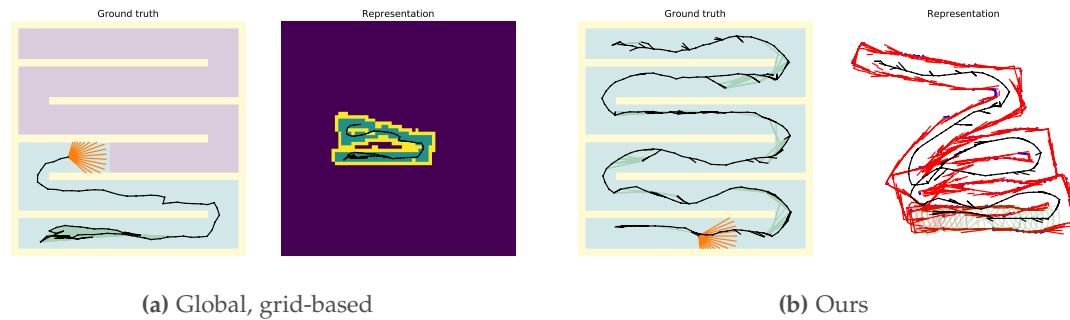 Ground truth
Representation
Ground truth
Representation
(a) Global, grid-based
(b) Ours